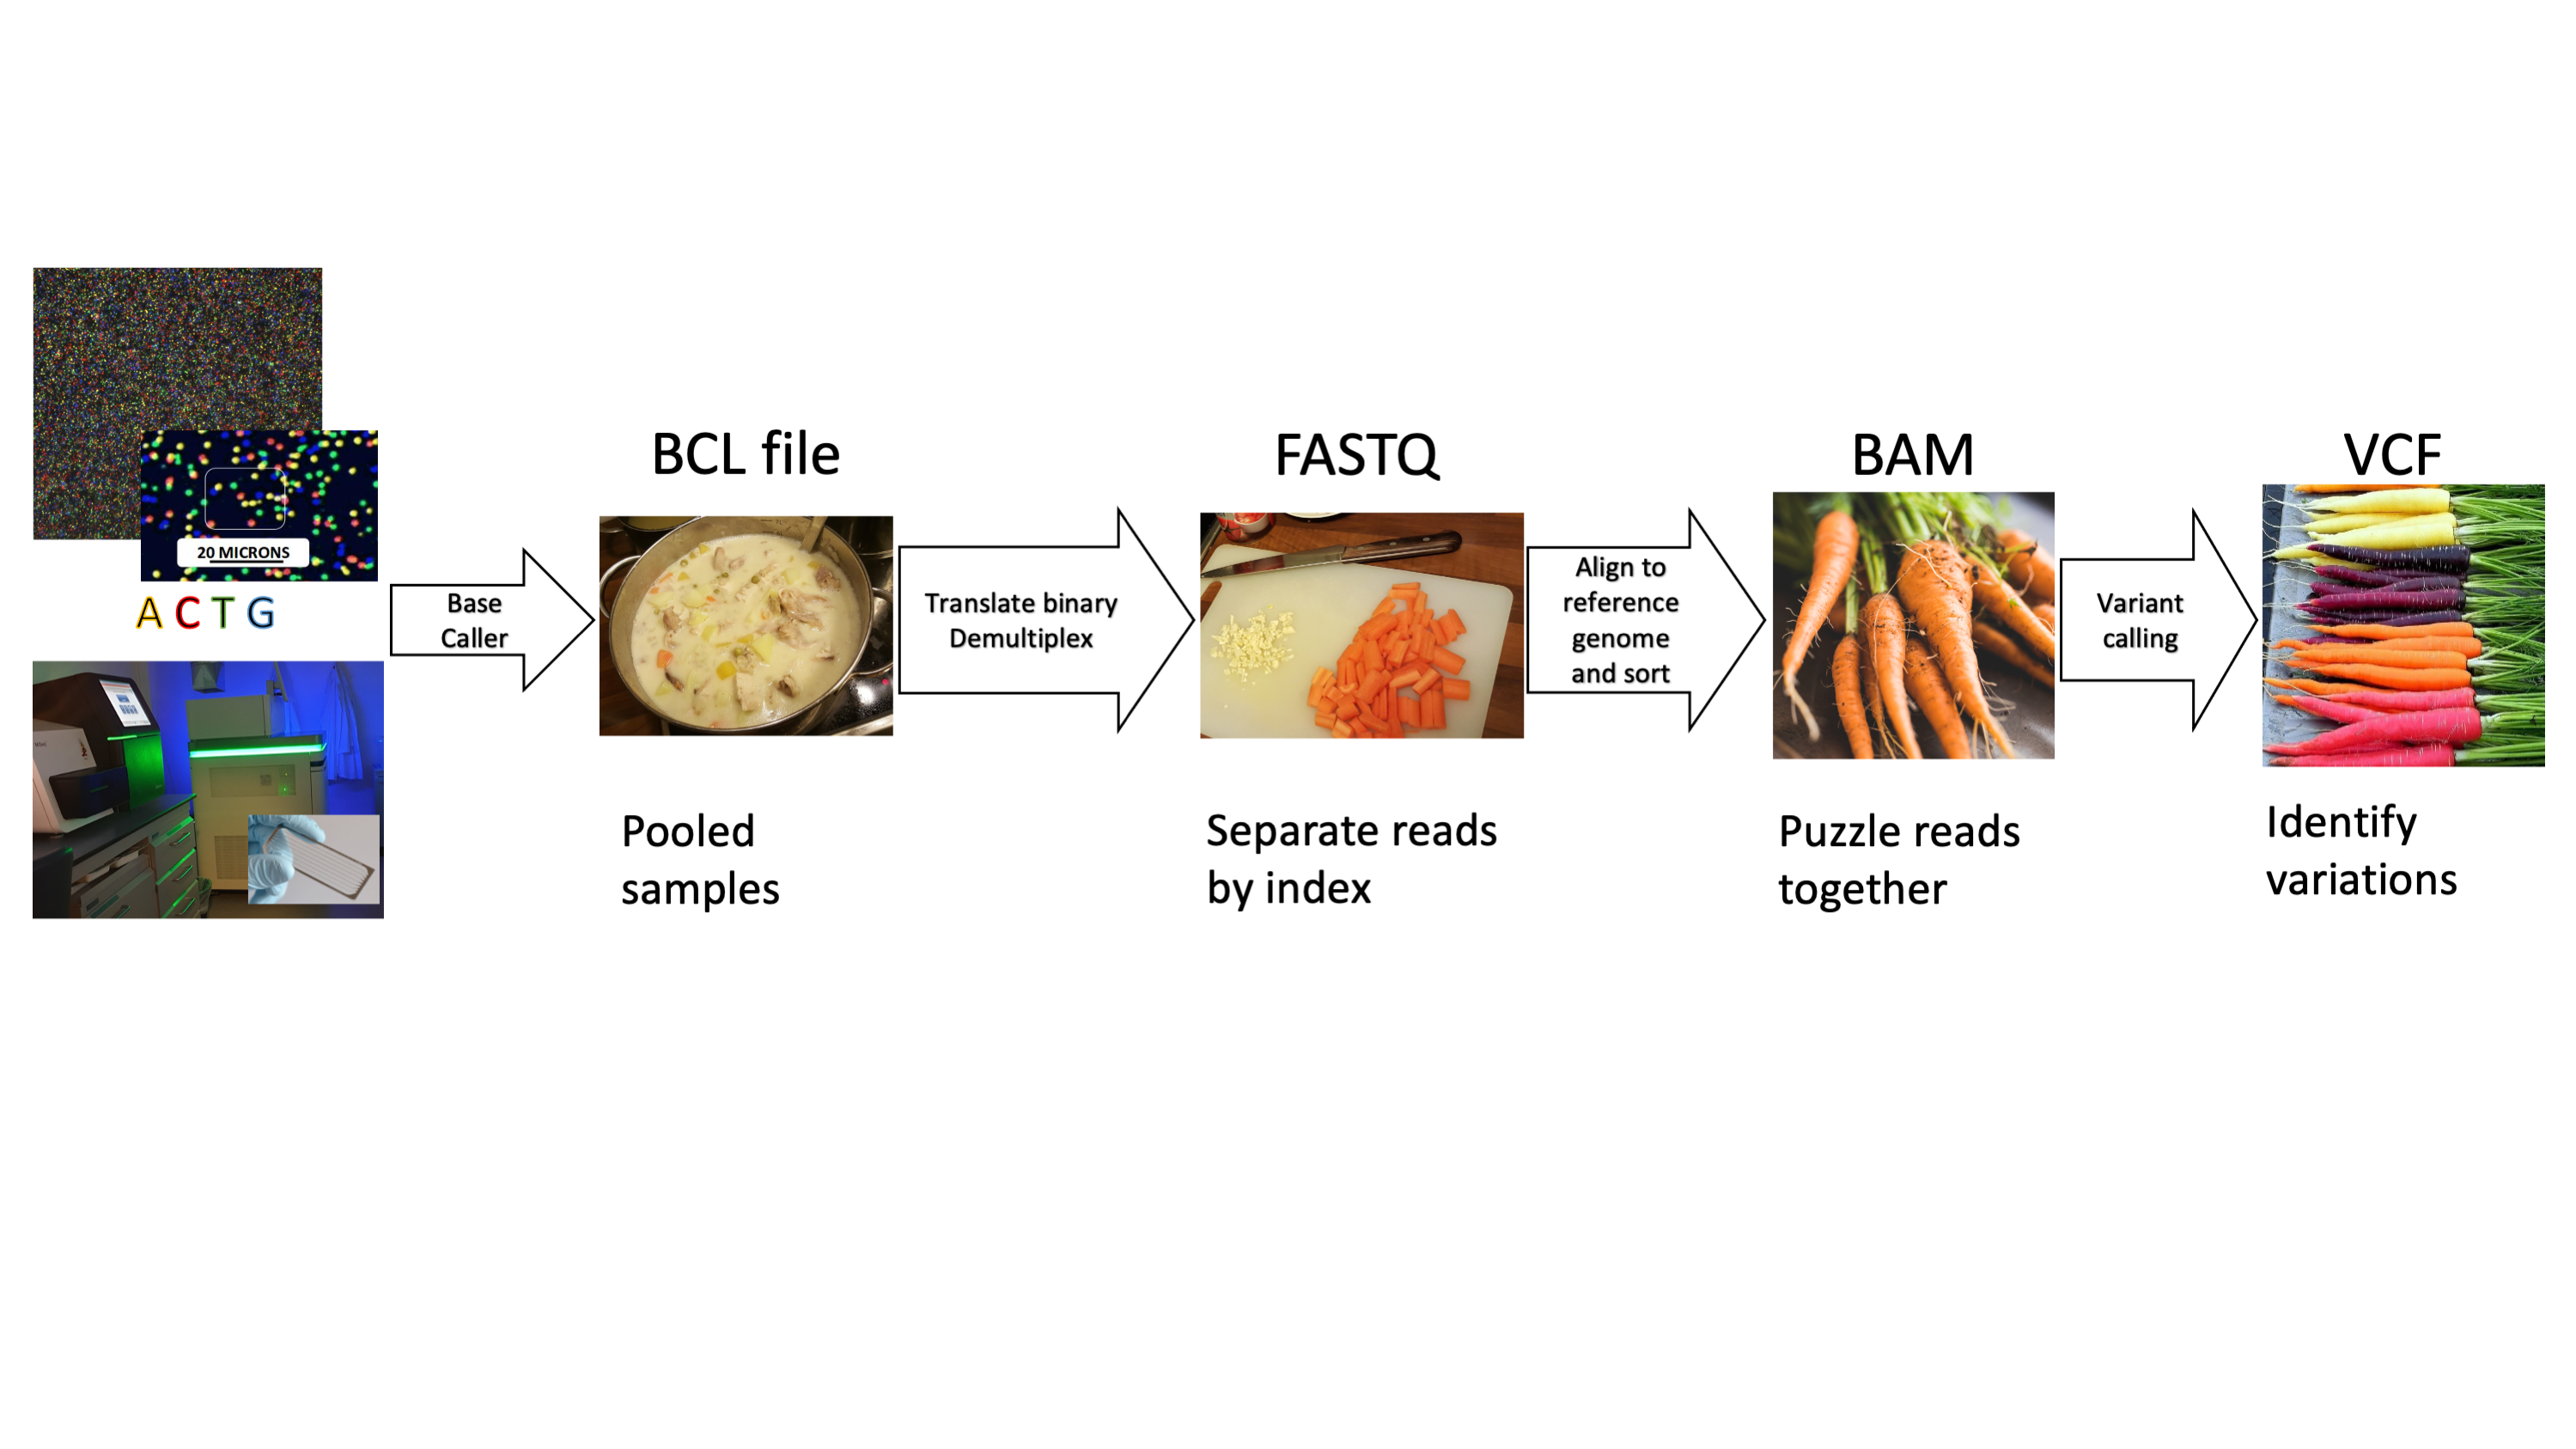 20 MICRONS
A C T G
Base
Caller
BCL file
Pooled
samples
Translate binary
Demultiplex
FASTQ
Separate reads
by index
Align to
reference
genome
and sort
BAM
Puzzle reads
together
Variant
calling
VCF
Identify
variations